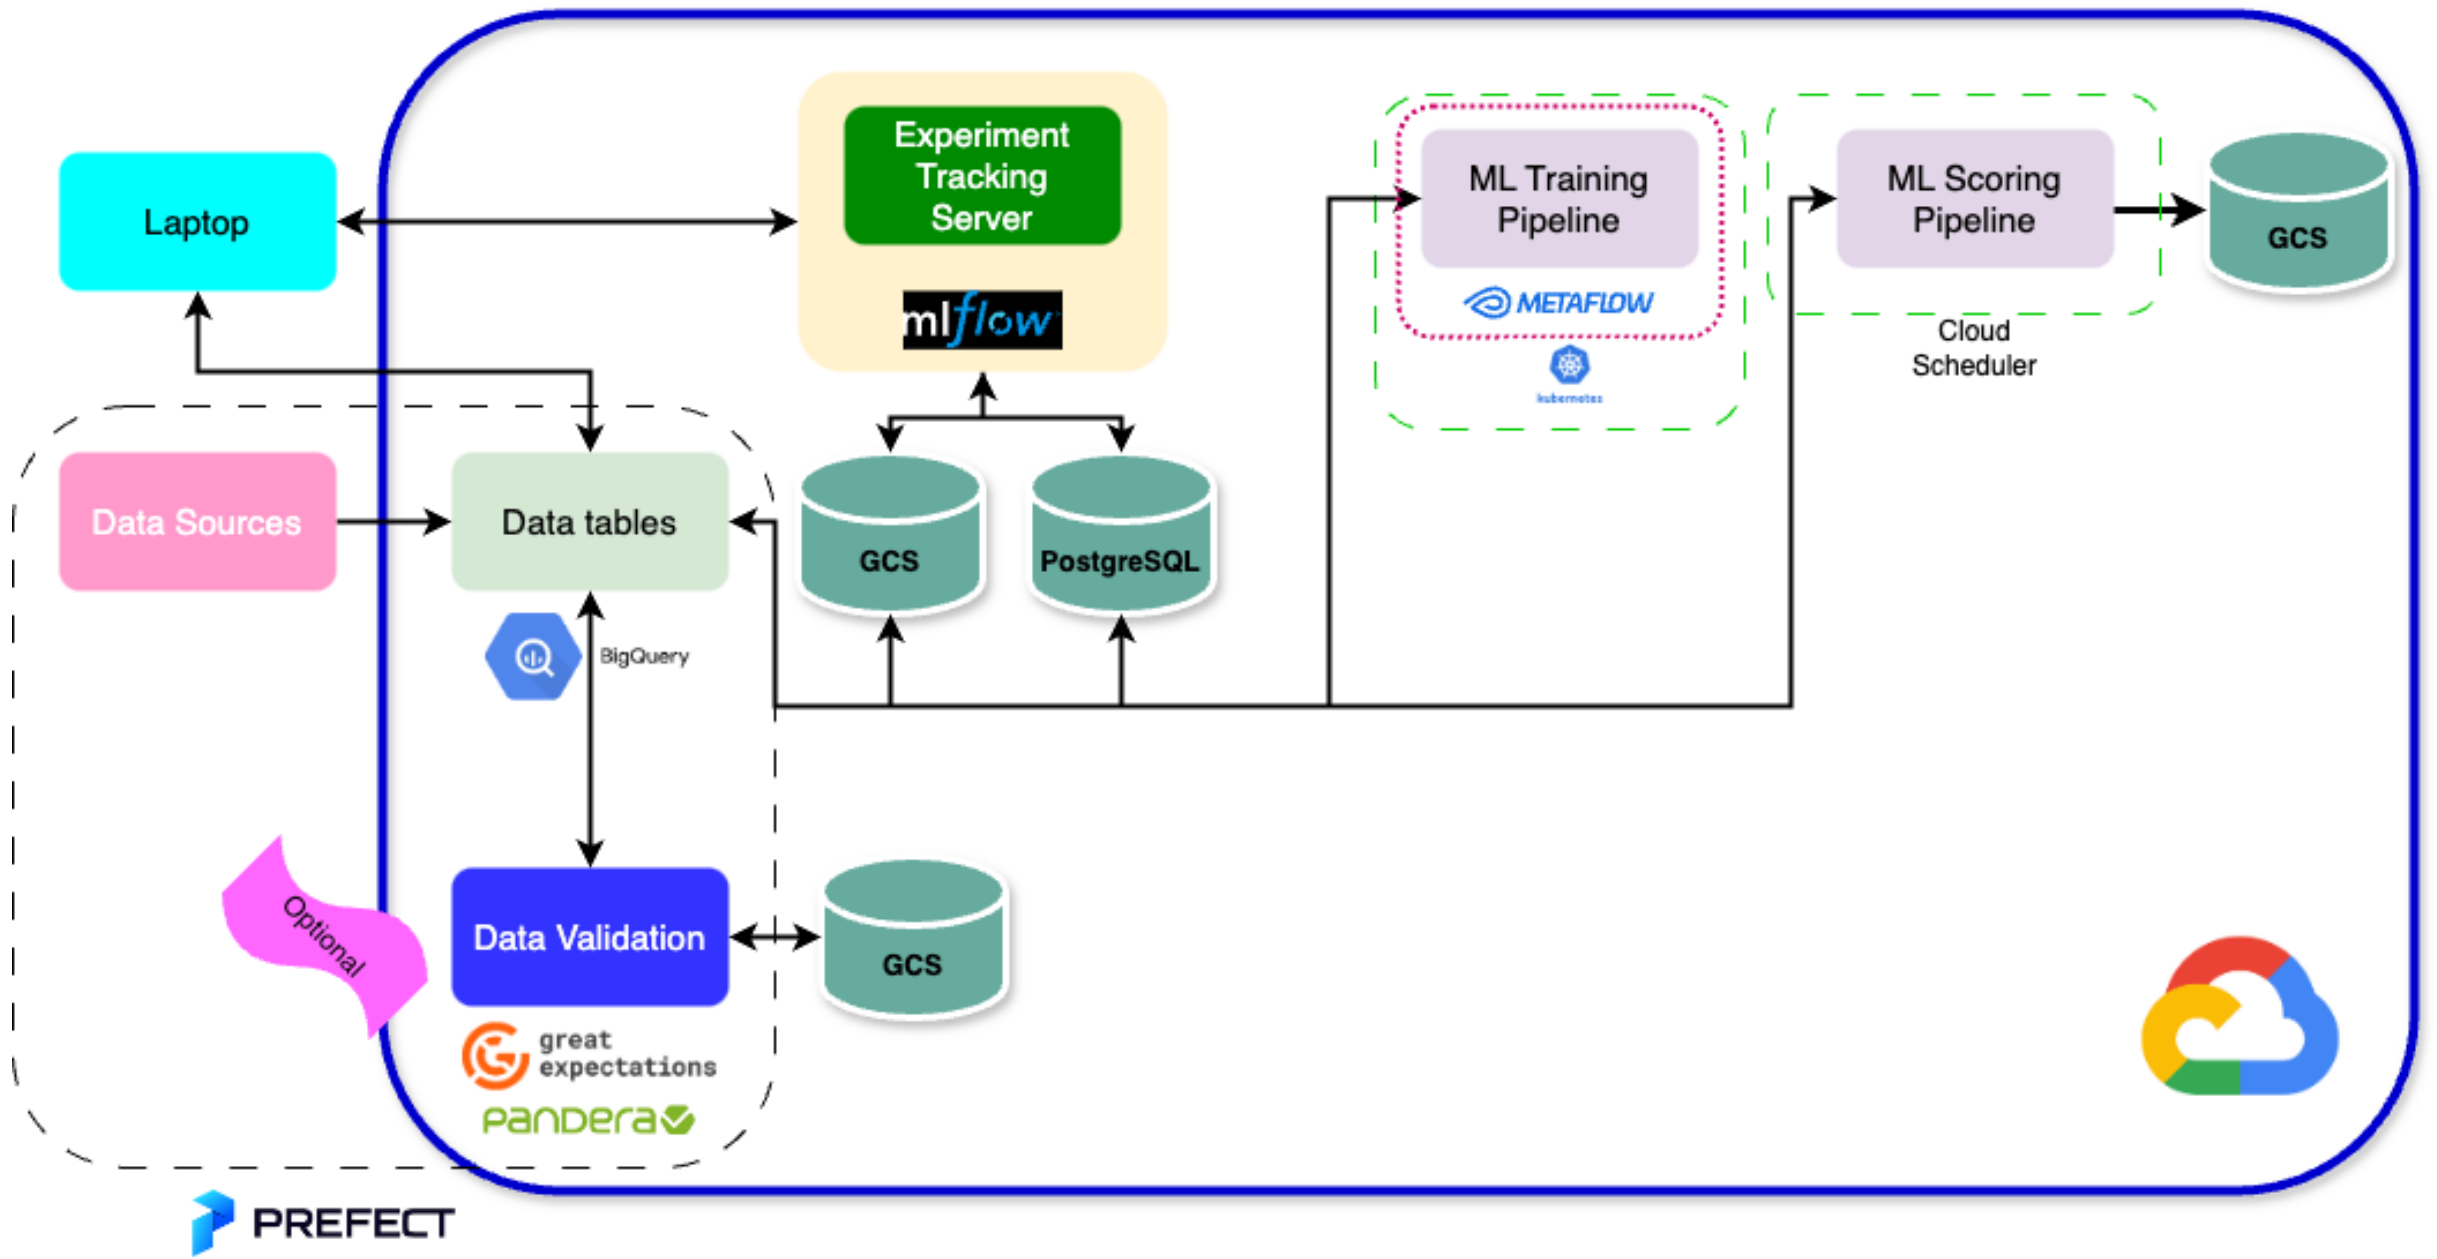 Experiment
Tracking
Server
mlflow
Laptop
ML Training
Pipeline
METAFLOW
kubernetes
ML Scoring
Pipeline
GCS
Cloud
Scheduler
Data Sources
Data tables
GCS
PostgreSQL
BigQuery
Optional
Data Validation
GCS
great
expectations
pandera
PREFECT